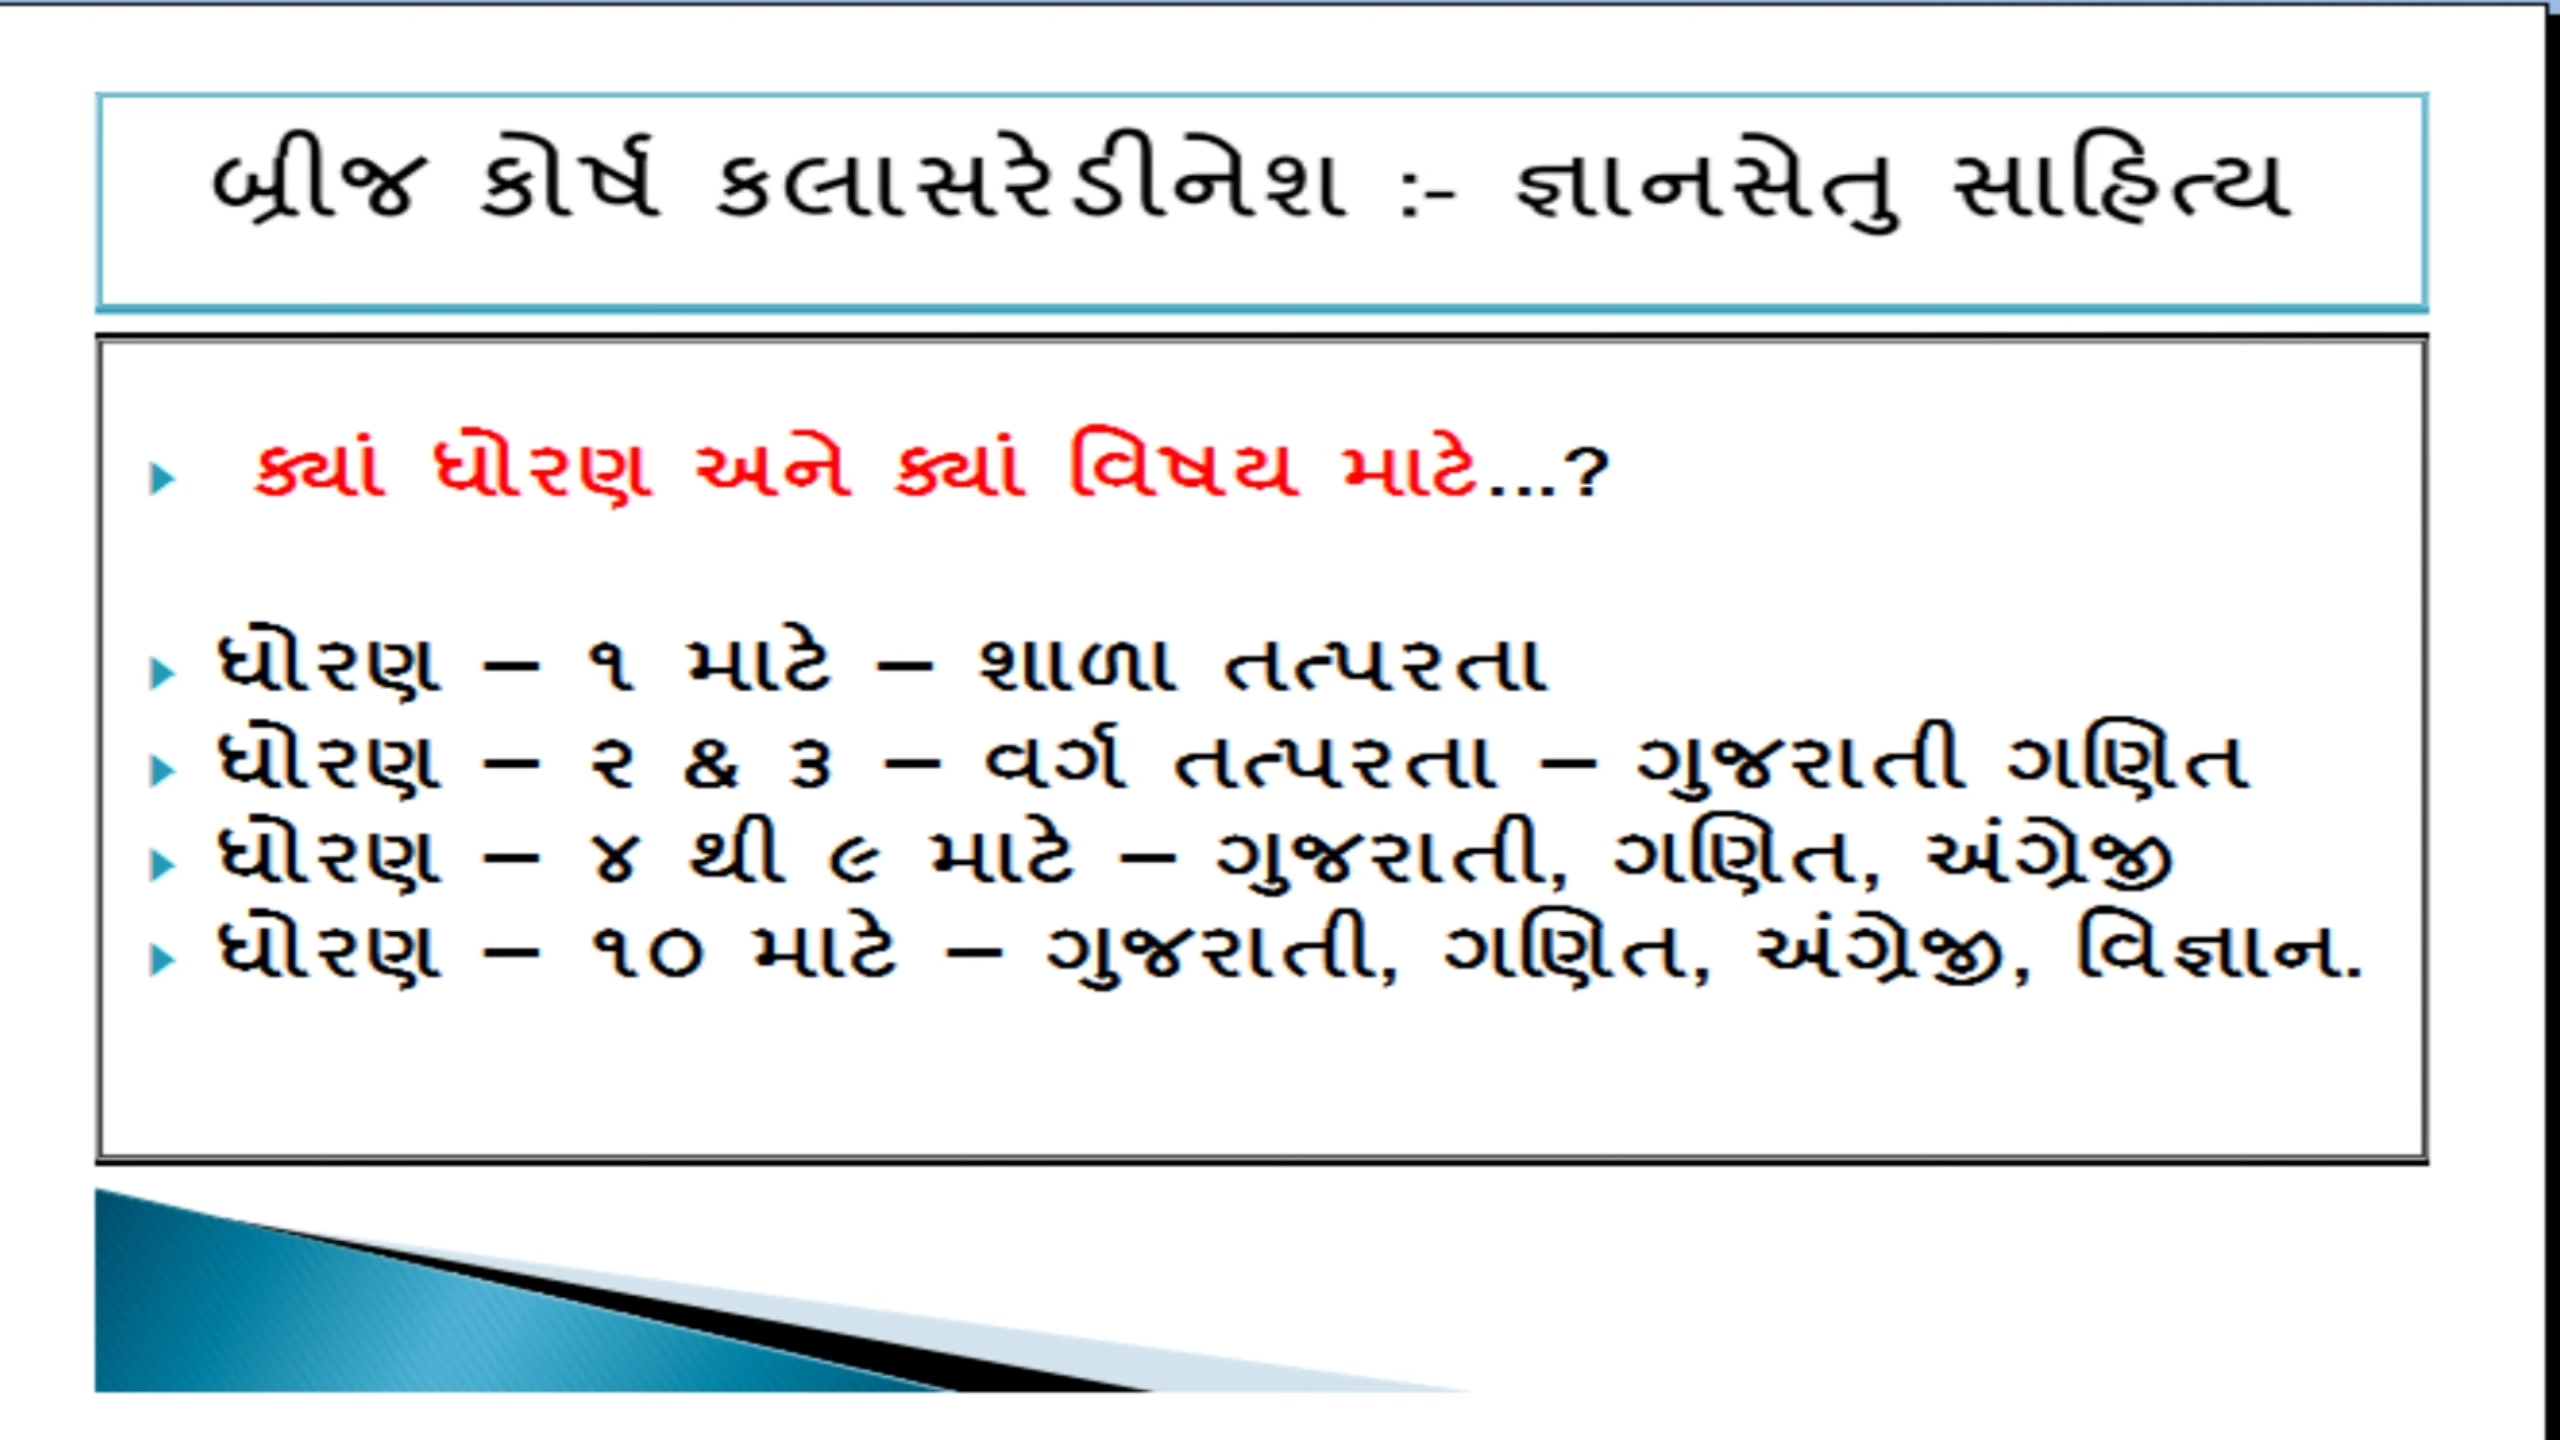 બ્રીજ કોર્ષ કલાસરેડીનેશ :- જ્ઞાનસેતુ સાહિત્ય
ક્યાં ધોરણ અને ક્યાં વિષય માટે...?
ધોરણ – ૧ માટે – શાળા તત્પરતા
ધોરણ – ૨ & ૩ – વર્ગ તત્પરતા – ગુજરાતી ગણિત
ધોરણ – ૪ થી ૯ માટે – ગુજરાતી, ગણિત, અંગ્રેજી
ધોરણ – ૧૦ માટે – ગુજરાતી, ગણિત, અંગ્રેજી, વિજ્ઞાન.